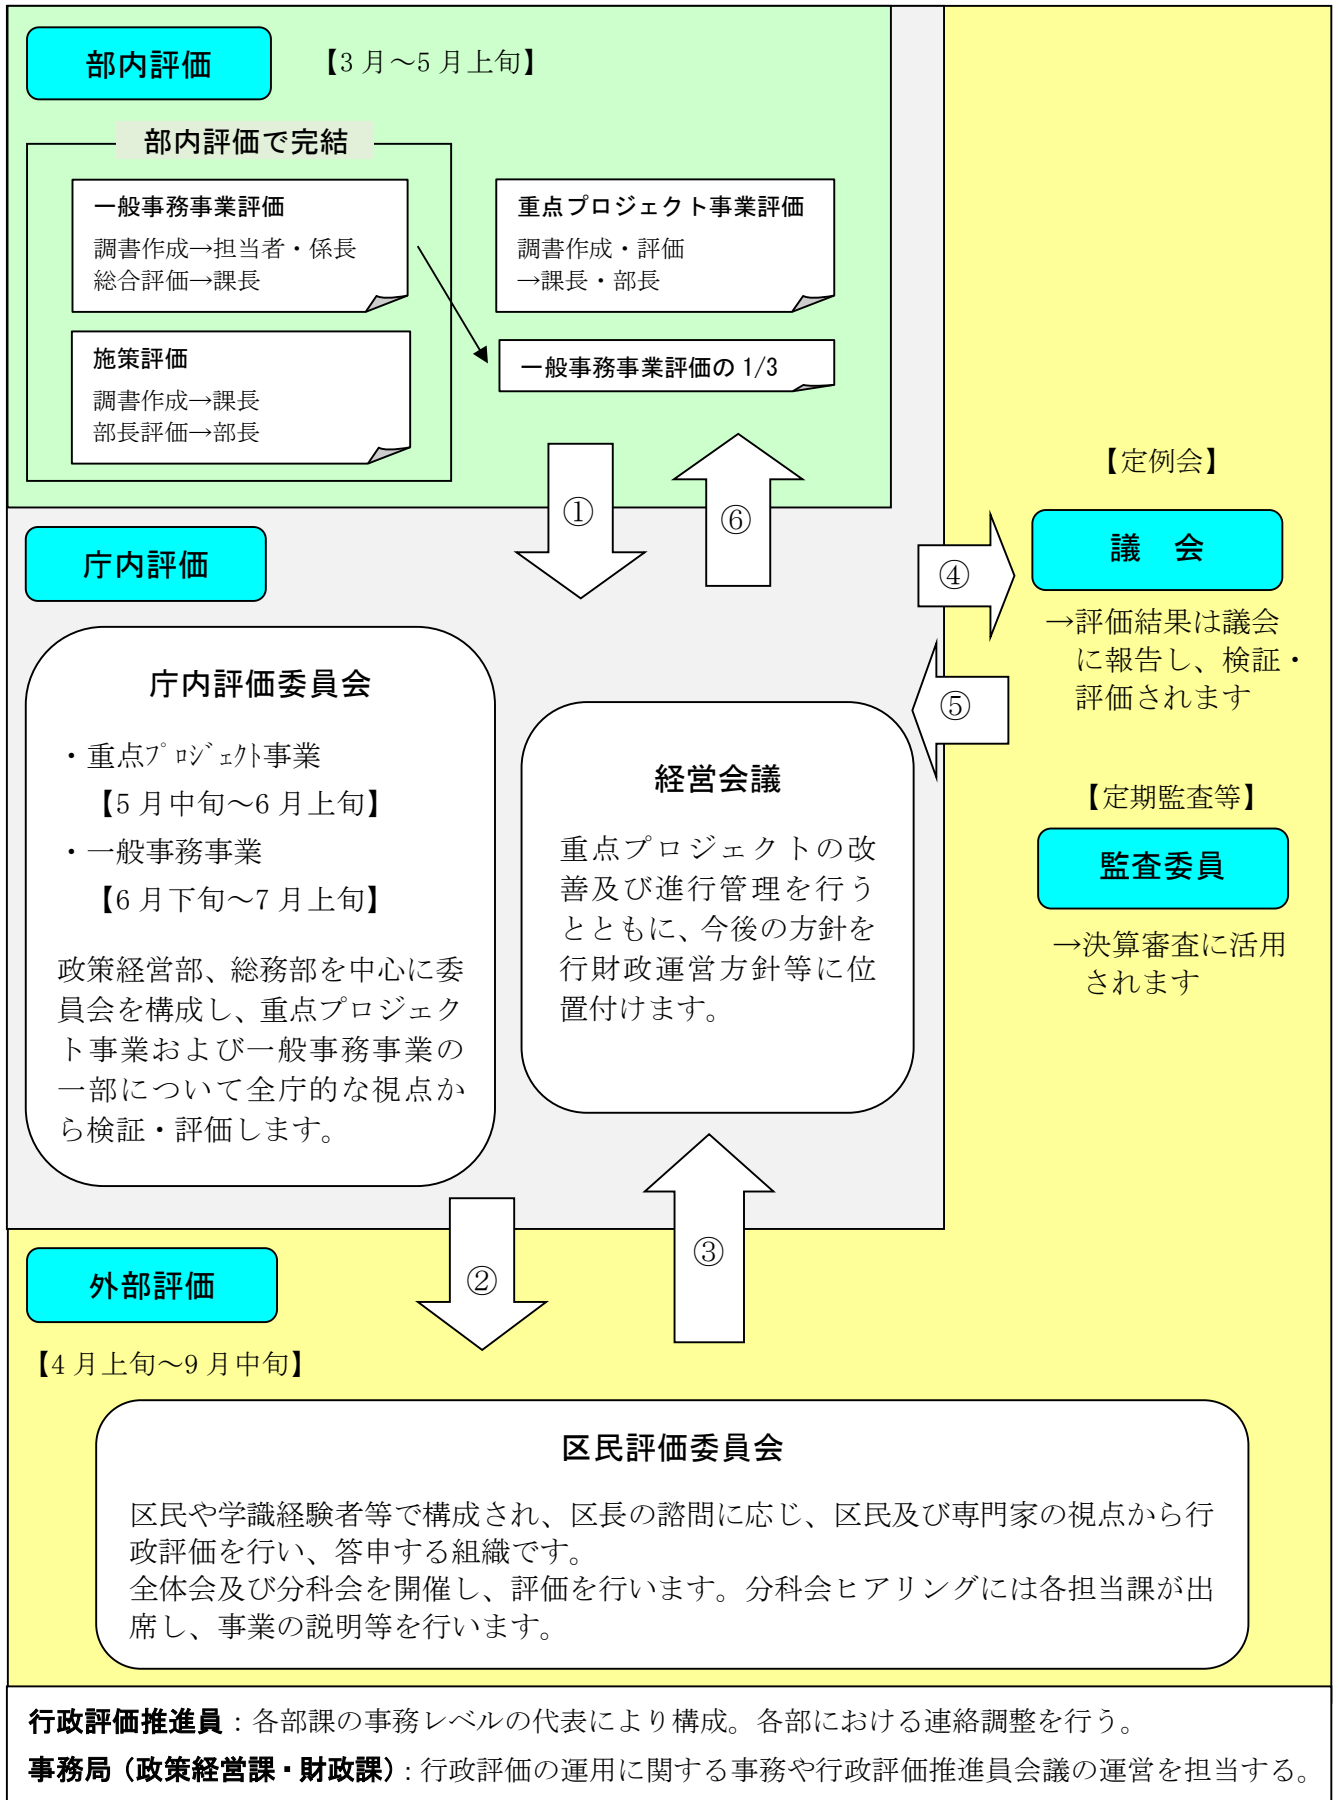 部内評価
【3月～5月上旬】
部内評価で完結
一般事務事業評価
調書作成→担当者・係長
総合評価→課長
施策評価
調書作成→課長
部長評価→部長
重点プロジェクト事業評価
調書作成・評価
→課長・部長
一般事務事業評価の 1/3
①
⑥
庁内評価
庁内評価委員会
・重点ﾌﾟﾛｼﾞｪｸﾄ事業
【5月中旬～6月上旬】
・一般事務事業
【6月下旬～7月上旬】
政策経営部、総務部を中心に委
員会を構成し、重点プロジェク
ト事業および一般事務事業の
一部について全庁的な視点か
ら検証・評価します。
経営会議
重点プロジェクトの改
善及び進行管理を行う
とともに、今後の方針を
行財政運営方針等に位
置付けます。
④
⑤
【定例会】
議　会
→評価結果は議会
に報告し、検証・
評価されます
【定期監査等】
監査委員
→決算審査に活用
されます
②
③
外部評価
【4月上旬～9月中旬】
区民評価委員会
区民や学識経験者等で構成され、区長の諮問に応じ、区民及び専門家の視点から行
政評価を行い、答申する組織です。
全体会及び分科会を開催し、評価を行います。分科会ヒアリングには各担当課が出
席し、事業の説明等を行います。
行政評価推進員：各部課の事務レベルの代表により構成。各部における連絡調整を行う。
事務局（政策経営課・財政課）：行政評価の運用に関する事務や行政評価推進員会議の運営を担当する。